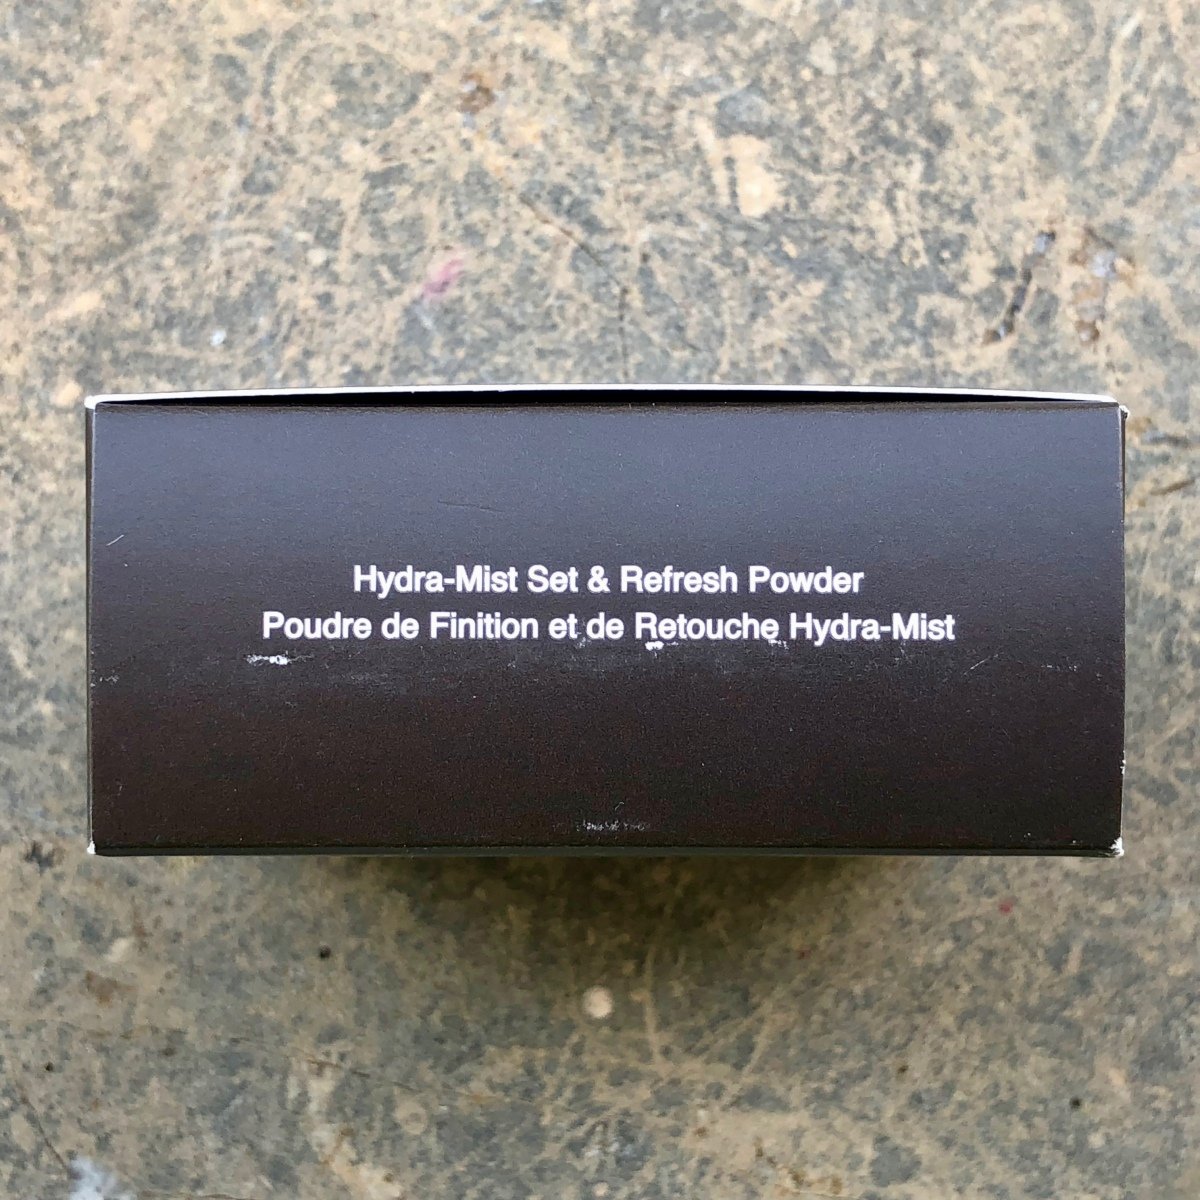 Hydra-Mist Set & Refresh Powder
Poudre de Finition et de Retouche Hydra-Mist